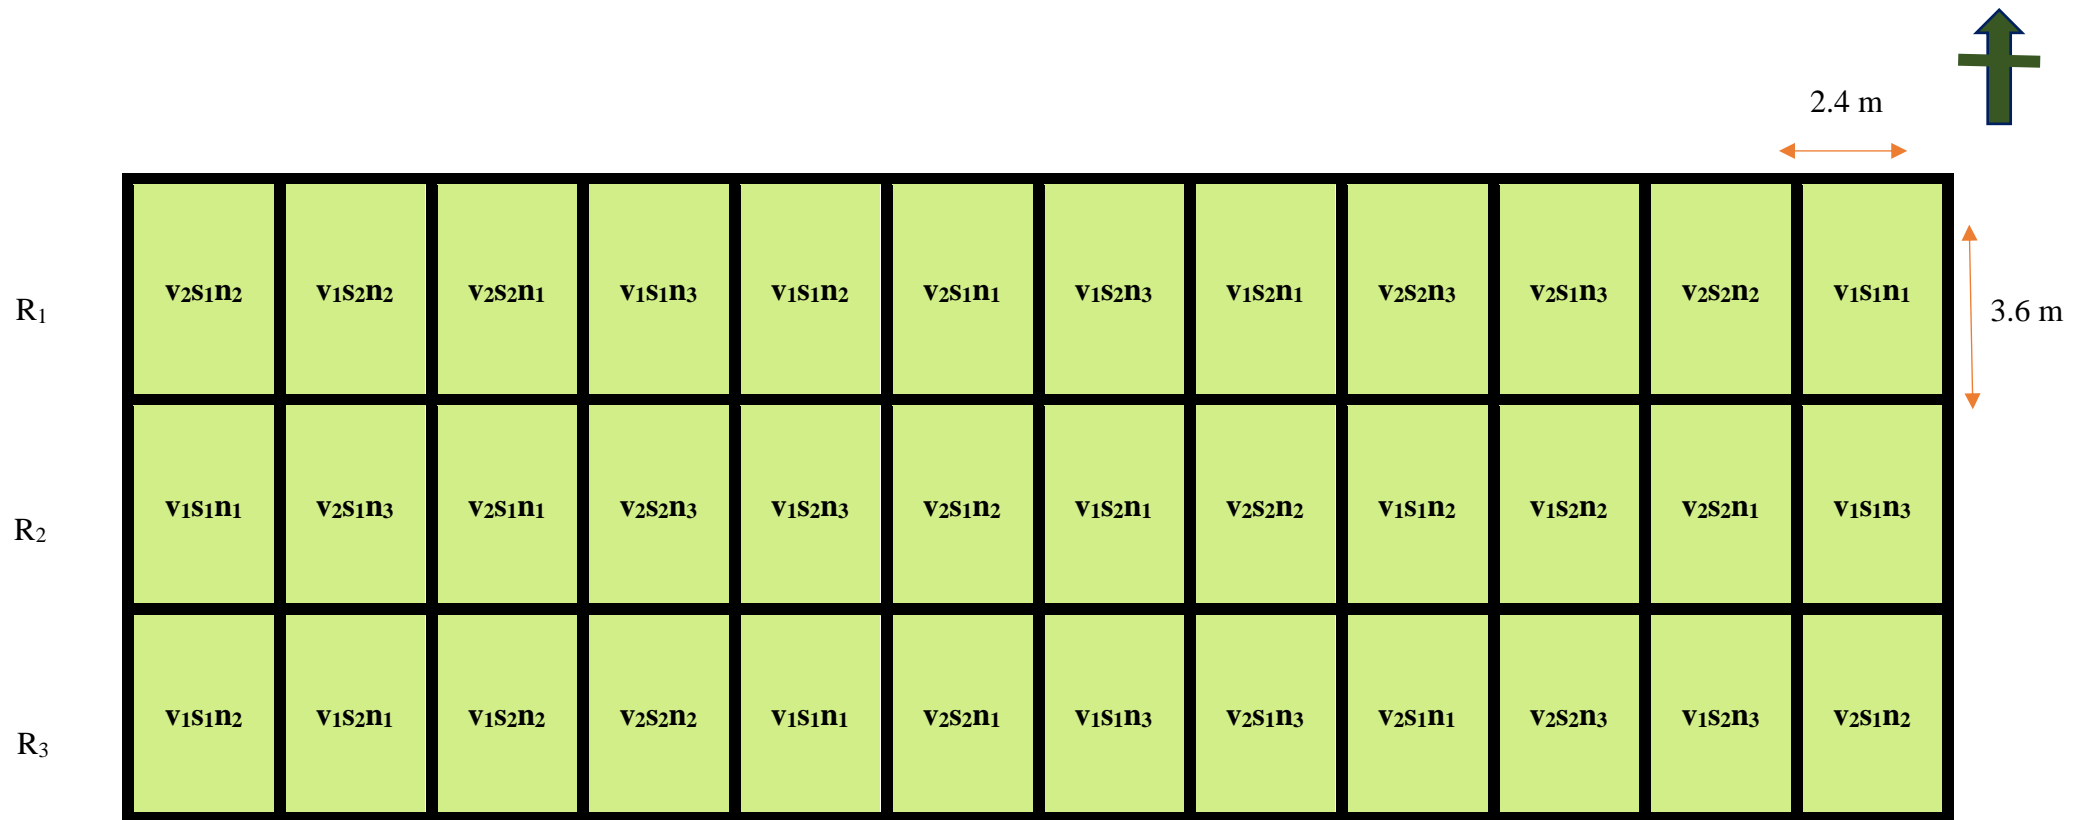 2.4 m
R₁ v₂s₁n₂ v₁s₂n₂ v₂s₂n₁ v₁s₁n₃ v₁s₁n₂ v₂s₁n₁ v₁s₂n₃ v₁s₂n₁ v₂s₂n₃ v₂s₁n₃ v₂s₂n₂ v₁s₁n₁ 3.6 m
R₂ v₁s₁n₁ v₂s₁n₃ v₂s₁n₁ v₂s₂n₃ v₁s₂n₃ v₂s₁n₂ v₁s₂n₁ v₂s₂n₂ v₁s₁n₂ v₁s₂n₂ v₂s₂n₁ v₁s₁n₃
R₃ v₁s₁n₂ v₁s₂n₁ v₁s₂n₂ v₂s₂n₂ v₁s₁n₁ v₂s₂n₁ v₁s₁n₃ v₂s₁n₃ v₂s₁n₁ v₂s₂n₃ v₁s₂n₃ v₂s₁n₂